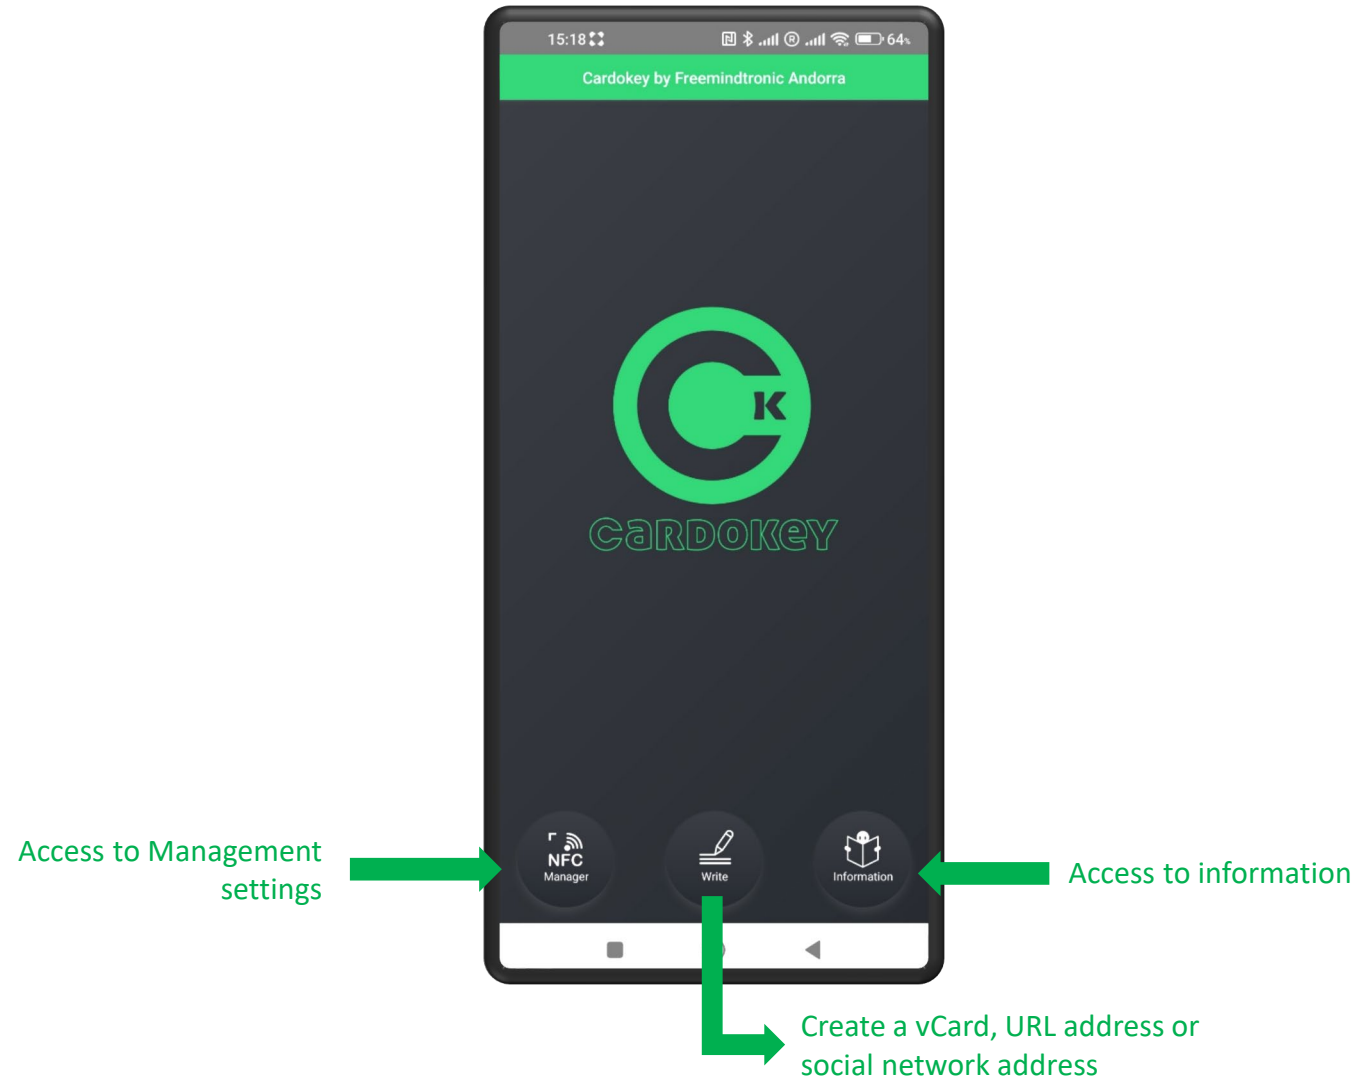 15:18
64%
Cardokey by Freemindtronic Andorra
K
CARDOKEY
NFC
Manager
Write
Information
Access to Management
settings
Access to information
Create a vCard, URL address or
social network address